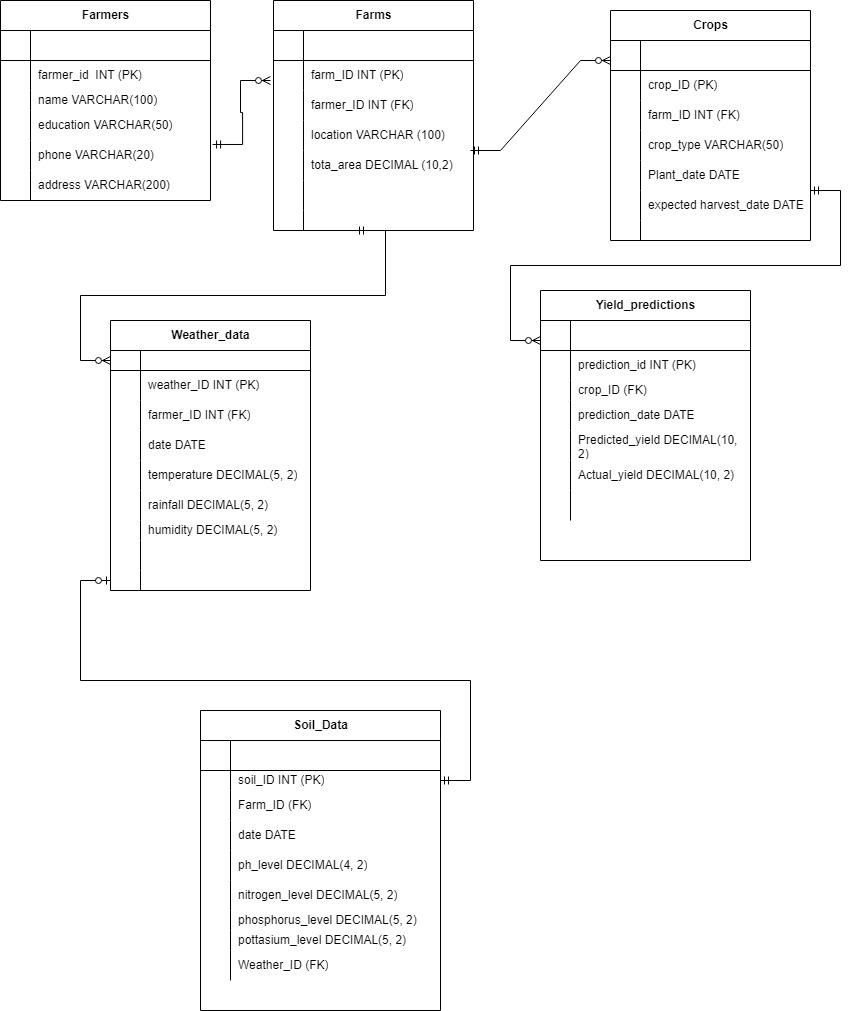 Farmers
farmer_id INT (PK)
name VARCHAR(100)
education VARCHAR(50)
phone VARCHAR(20)
address VARCHAR(200)
Farms
farm_ID INT (PK)
farmer_ID INT (FK)
location VARCHAR (100)
tota_area DECIMAL (10,2)
Crops
crop_ID (PK)
farm_ID INT (FK)
crop_type VARCHAR(50)
Plant_date DATE
expected harvest_date DATE
Weather_data
weather_ID INT (PK)
farmer_ID INT (FK)
date DATE
temperature DECIMAL(5, 2)
rainfall DECIMAL(5, 2)
humidity DECIMAL(5, 2)
Yield_predictions
prediction_id INT (PK)
crop_ID (FK)
prediction_date DATE
Predicted_yield DECIMAL(10,
2)
Actual_yield DECIMAL(10, 2)
Soil_Data
soil_ID INT (PK)
Farm_ID (FK)
date DATE
ph_level DECIMAL(4, 2)
nitrogen_level DECIMAL(5, 2)
phosphorus_level DECIMAL(5, 2)
pottasium_level DECIMAL(5, 2)
Weather_ID (FK)